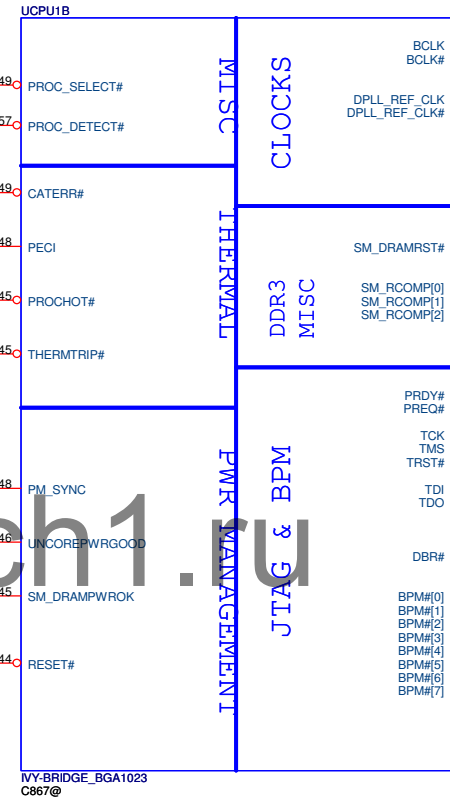 UCPU1B
49
PROC_SELECT#
57
PROC_DETECT#
MISC
49
CATERR#
48
PECI
45
PROCHOT#
45
THERMTRIP#
THERMAL
48
PM_SYNC
46
UNCOREPWRGOOD
45
SM_DRAMPWROK
44
RESET#
PWR MANAGEMENT
CLOCKS
BCLK
BCLK#
DPLL_REF_CLK
DPLL_REF_CLK#
DDR3
MISC
SM_DRAMRST#
SM_RCOMP[0]
SM_RCOMP[1]
SM_RCOMP[2]
JTAG & BPM
PRDY#
PREQ#
TCK
TMS
TRST#
TDI
TDO
DBR#
BPM#[0]
BPM#[1]
BPM#[2]
BPM#[3]
BPM#[4]
BPM#[5]
BPM#[6]
BPM#[7]
ch1.ru
IVY-BRIDGE_BGA1023
C867@